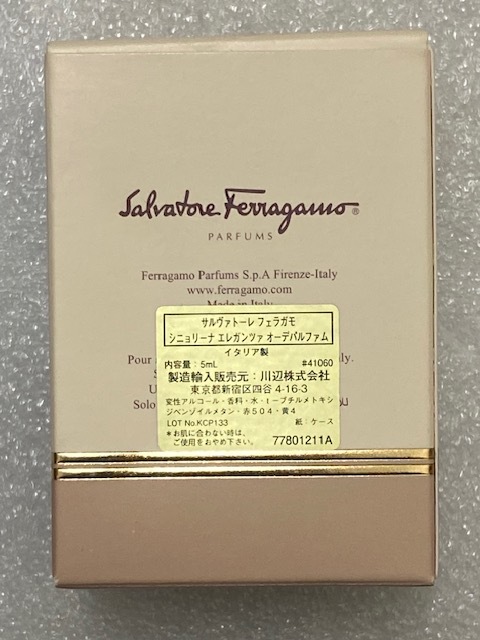 Salvatore Ferragamo®
PARFUMS
Ferragamo Parfums S.p.A Firenze-Italy
www.ferragamo.com
Made in Italy
サルヴァトーレ フェラガモ
シニョリーナ エレガンツァ オーデパルファム
イタリア製
内容量:5mL #41060
製造輸入販売元:川辺株式会社
東京都新宿区四谷 4-16-3
変性アルコール・香料・水・t-ブチルメトキシ
ジベンゾイルメタン・赤504・黄4
LOT No.KCP133 紙:ケース
*お肌に合わない時は、
ご使用をおやめ下さい。 77801211A
Pour
Solo